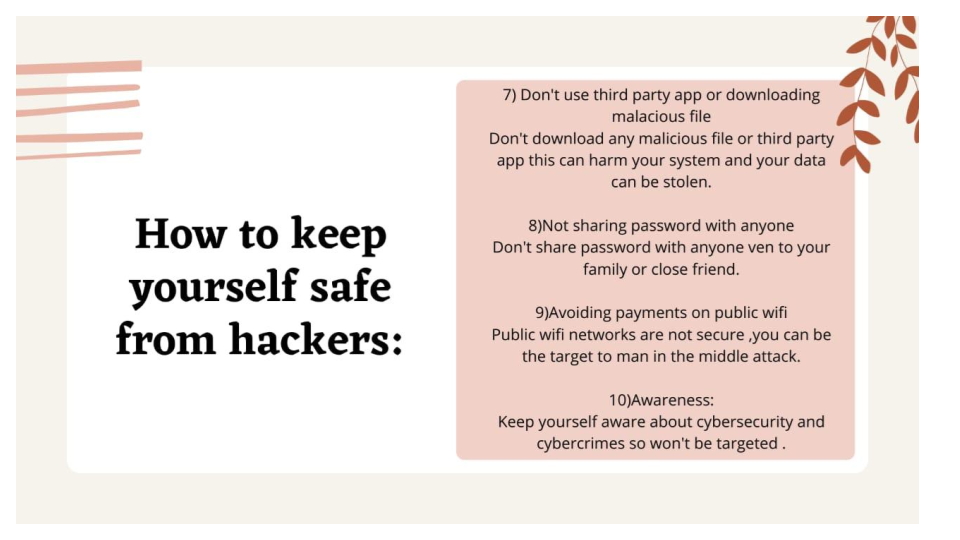 How to keep
yourself safe
from hackers:
7) Don't use third party app or downloading
malacious file
Don't download any malicious file or third party
app this can harm your system and your data
can be stolen.
8)Not sharing password with anyone
Don't share password with anyone ven to your
family or close friend.
9)Avoiding payments on public wifi
Public wifi networks are not secure ,you can be
the target to man in the middle attack.
10)Awareness:
Keep yourself aware about cybersecurity and
cybercrimes so won't be targeted .